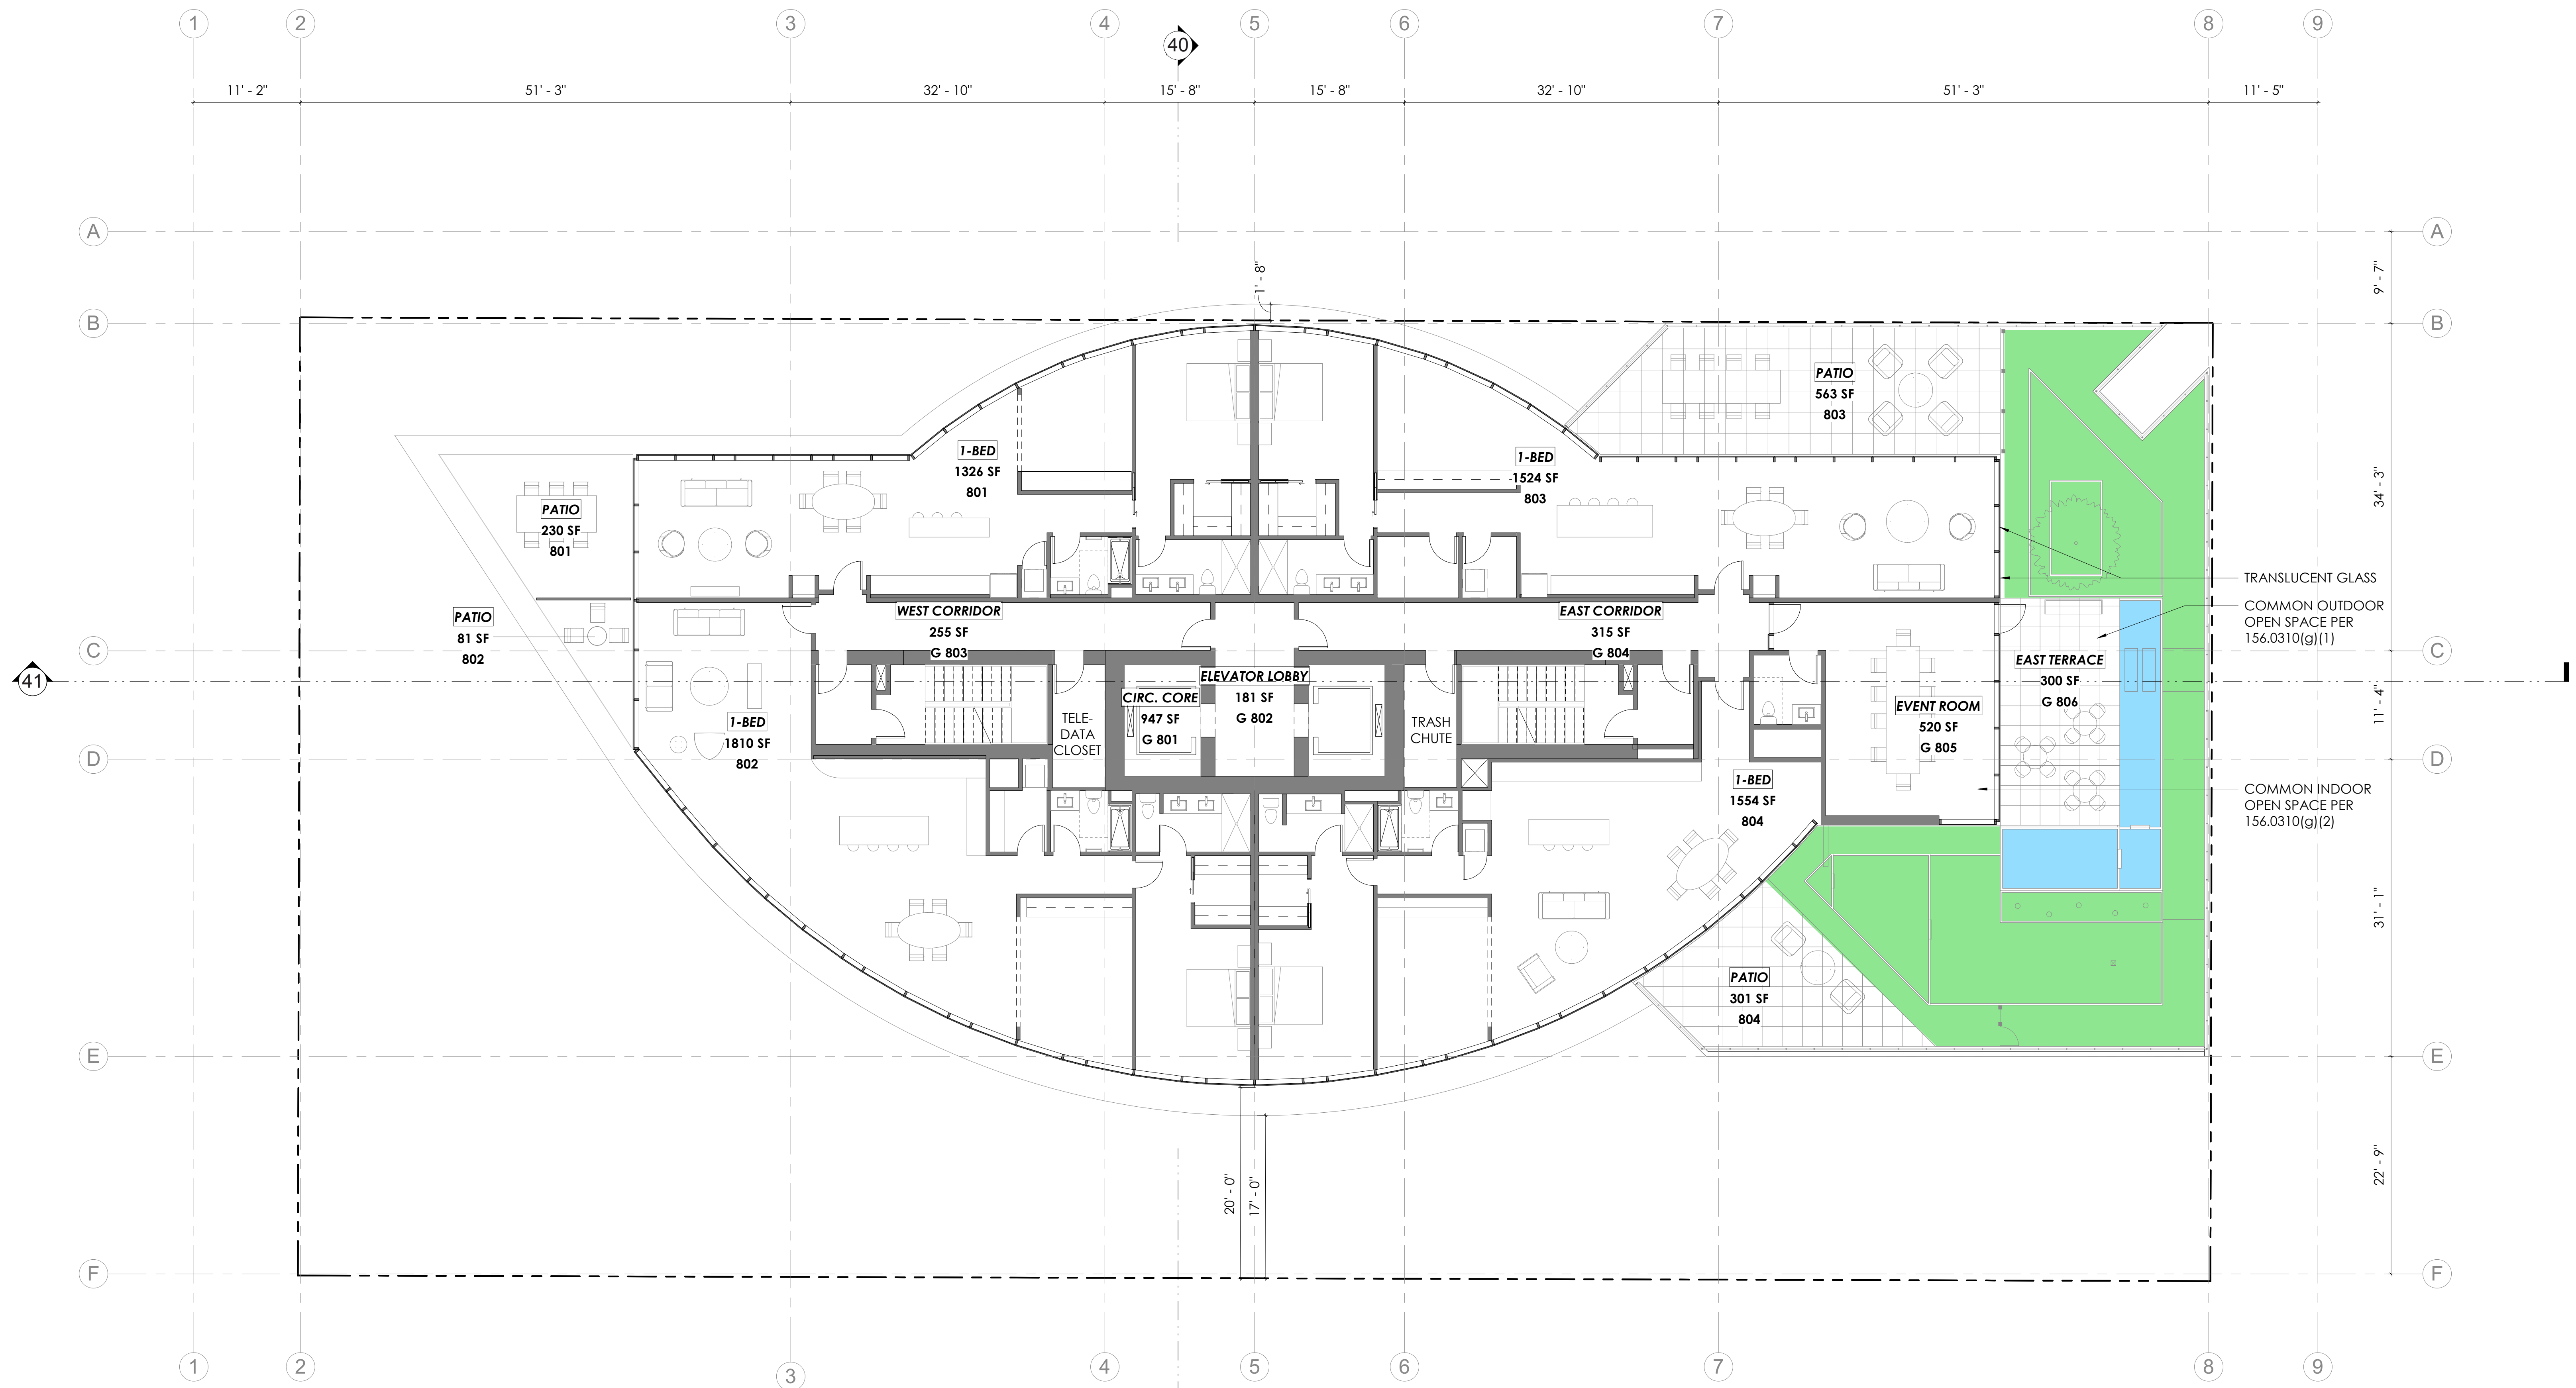 1 2 3 4 5 6 7 8 9
40
11' - 2" 51' - 3" 32' - 10" 15' - 8" 15' - 8" 32' - 10" 51' - 3" 11' - 5"
A A
9' - 7"
1' - 8"
B B
PATIO
563 SF
803
34' - 3"
1-BED
1326 SF
801
1-BED
1524 SF
803
PATIO
230 SF
801
TRANSLUCENT GLASS
COMMON OUTDOOR
OPEN SPACE PER
156.0310(g)(1)
PATIO
81 SF
802
WEST CORRIDOR
255 SF
G 803
EAST CORRIDOR
315 SF
G 804
C C
EAST TERRACE
300 SF
G 806
41
ELEVATOR LOBBY
181 SF
G 802
CIRC. CORE
947 SF
G 801
EVENT ROOM
520 SF
G 805
11' - 4"
1-BED
1810 SF
802
TELE-
DATA
CLOSET
TRASH
CHUTE
D D
1-BED
1554 SF
804
COMMON INDOOR
OPEN SPACE PER
156.0310(g)(2)
31' - 1"
PATIO
301 SF
804
E E
20' - 0"
17' - 0"
22' - 9"
F F
1 2 3 4 5 6 7 8 9